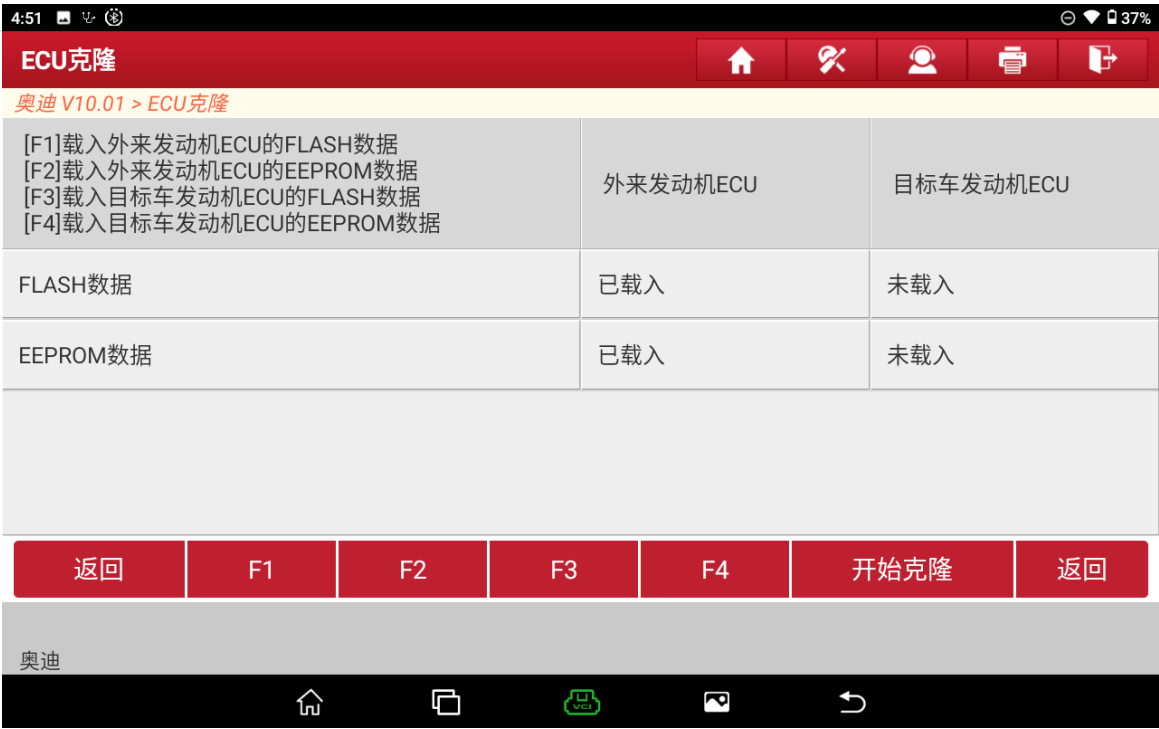 4:51
37%
ECU克隆
奥迪 V10.01 > ECU克隆
[F1]载入外来发动机ECU的FLASH数据
[F2]载入外来发动机ECU的EEPROM数据
[F3]载入目标车发动机ECU的FLASH数据
[F4]载入目标车发动机ECU的EEPROM数据
外来发动机ECU
目标车发动机ECU
FLASH数据
已载入
未载入
EEPROM数据
已载入
未载入
返回
F1
F2
F3
F4
开始克隆
返回
奥迪
VCI